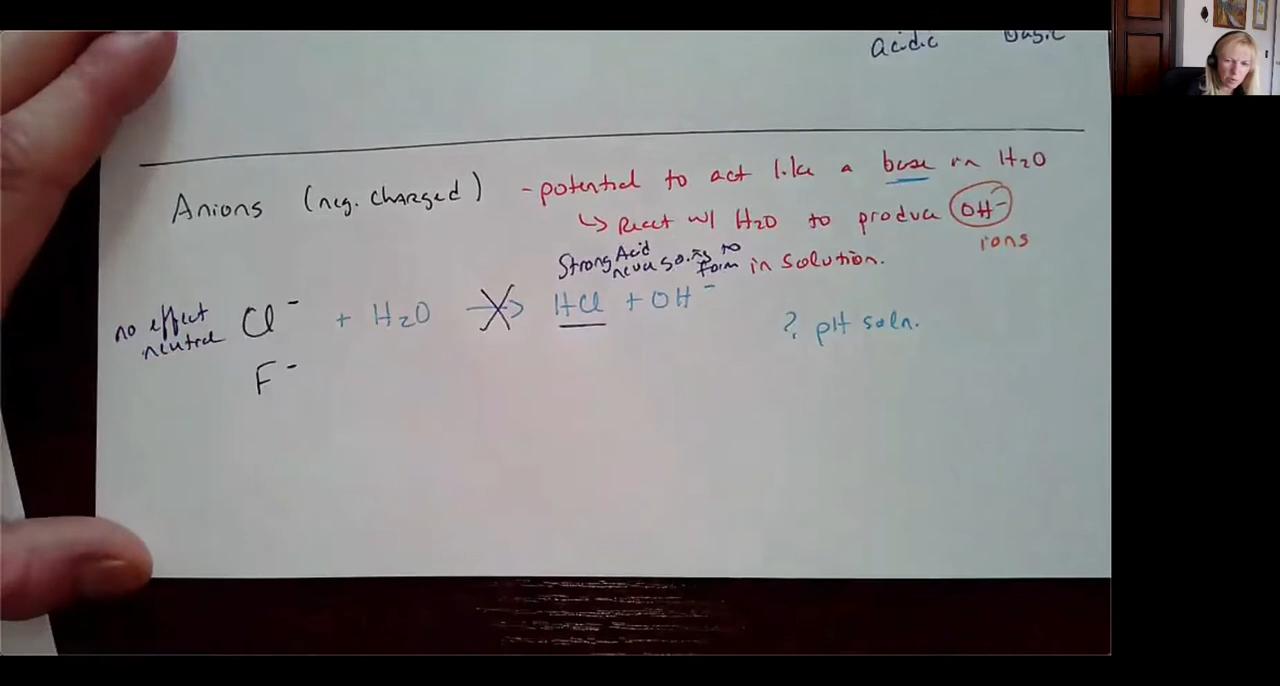 acidic basic
Anions (neg. charged) - potential to act like a base in H2O
↳ React w/ H2O to produce OH-
ions
in solution.
Strong Acid
never going to
form
no effect
neutral
Cl- + H2O → HCl + OH-
? pH soln.
F-